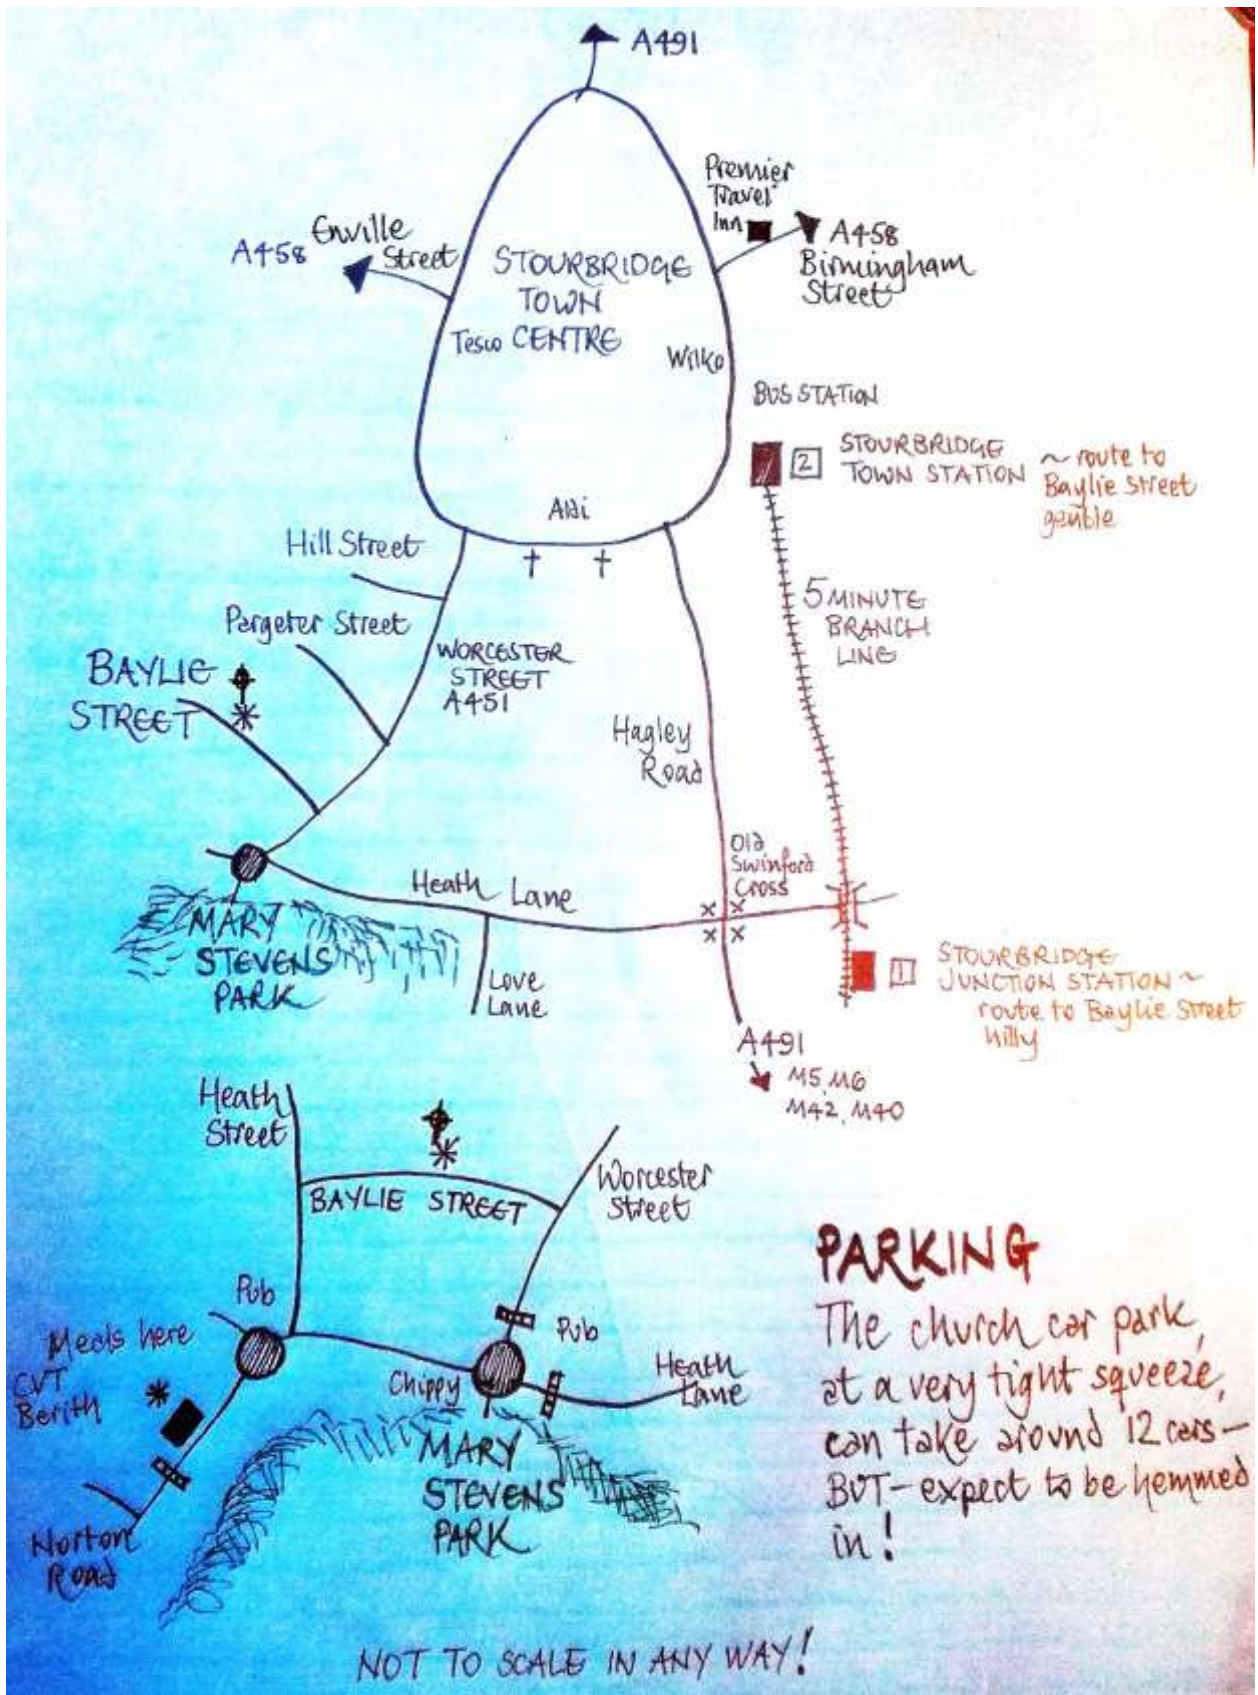 A491
Premier
Travel
Inn
A458
Birmingham
Street
Enville
Street
A458
STOURBRIDGE
TOWN
CENTRE
Tesco
Wilko
BUS STATION
2
STOURBRIDGE
TOWN STATION
~ route to
Baylie Street
gentle
Aldi
Hill Street
Pargeter Street
5 MINUTE
BRANCH
LINE
WORCESTER
STREET
A451
BAYLIE
STREET
Hagley
Road
Old
Swinford
Cross
Heath Lane
MARY
STEVENS
PARK
Love
Lane
1
STOURBRIDGE
JUNCTION STATION ~
route to Baylie Street
hilly
A491
M5, M6
M42, M40
Heath
Street
BAYLIE STREET
Worcester
Street
Pub
Pub
Meals here
CVT
Berith
Chippy
Heath
Lane
MARY
STEVENS
PARK
Norton
Road
PARKING
The church car park,
at a very tight squeeze,
can take around 12 cars –
BUT – expect to be hemmed
in!
NOT TO SCALE IN ANY WAY!